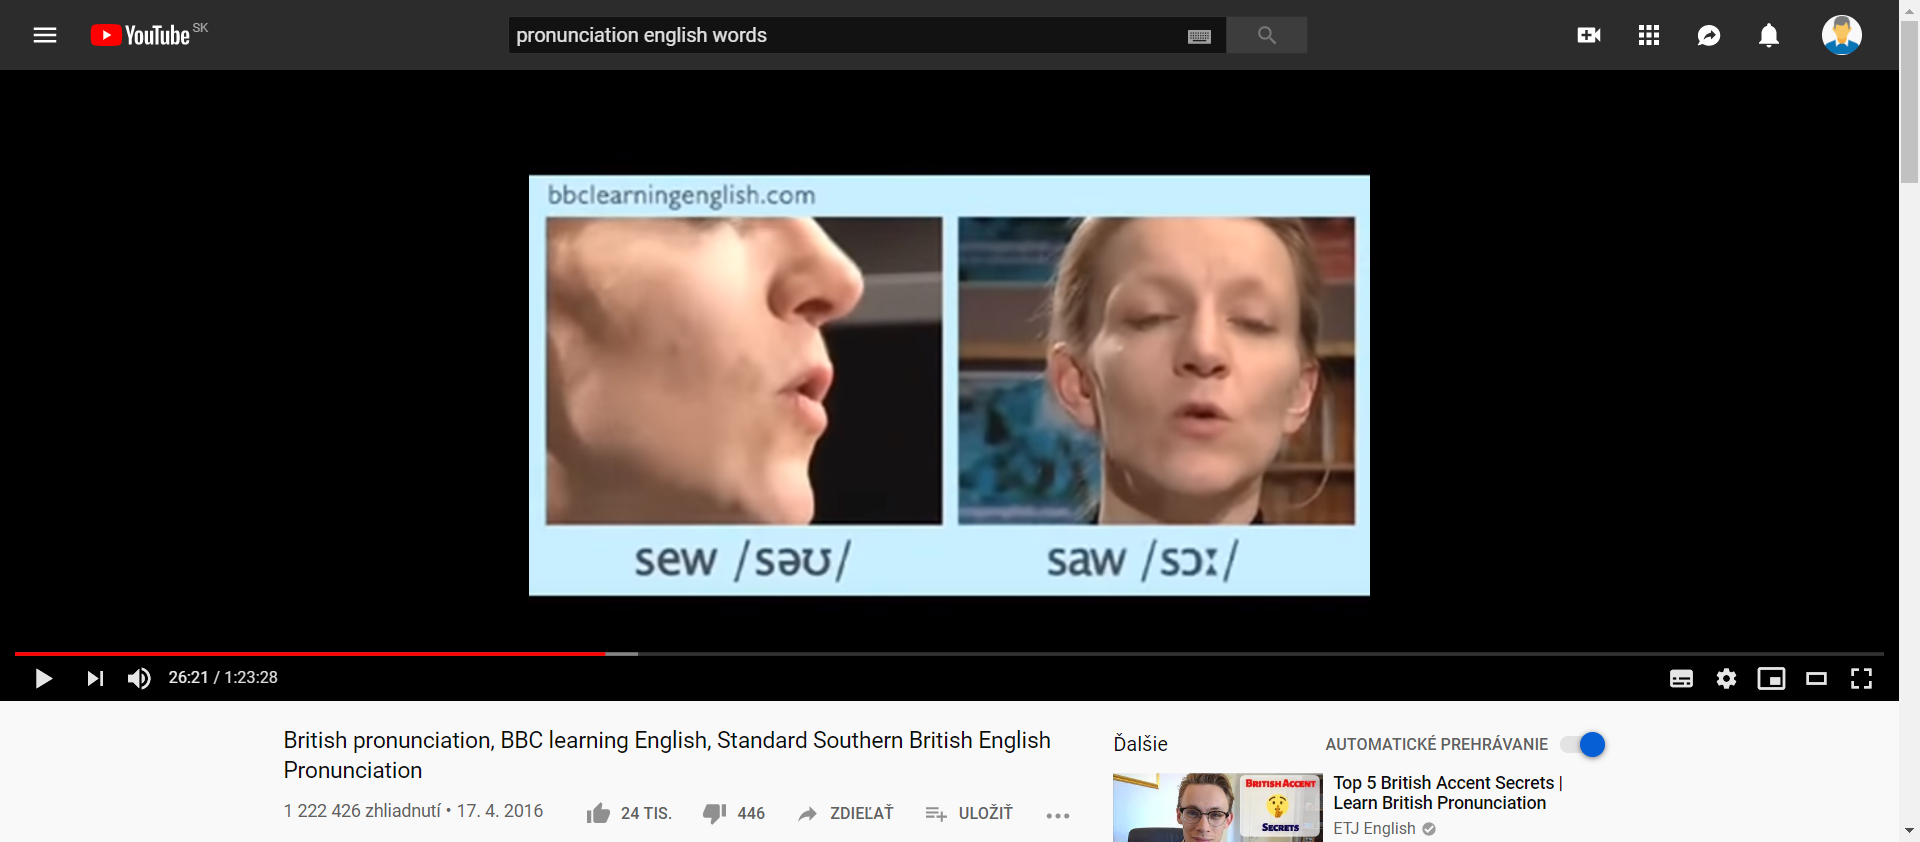 YouTube SK
pronunciation english words
bbclearningenglish.com
sew /səʊ/
saw /sɔː/
26:21 / 1:23:28
British pronunciation, BBC learning English, Standard Southern British English
Pronunciation
1 222 426 zhliadnutí • 17. 4. 2016
24 TIS.
446
ZDIEĽAŤ
ULOŽIŤ
Ďalšie
AUTOMATICKÉ PREHRÁVANIE
BRITISH ACCENT
SECRETS
Top 5 British Accent Secrets |
Learn British Pronunciation
ETJ English